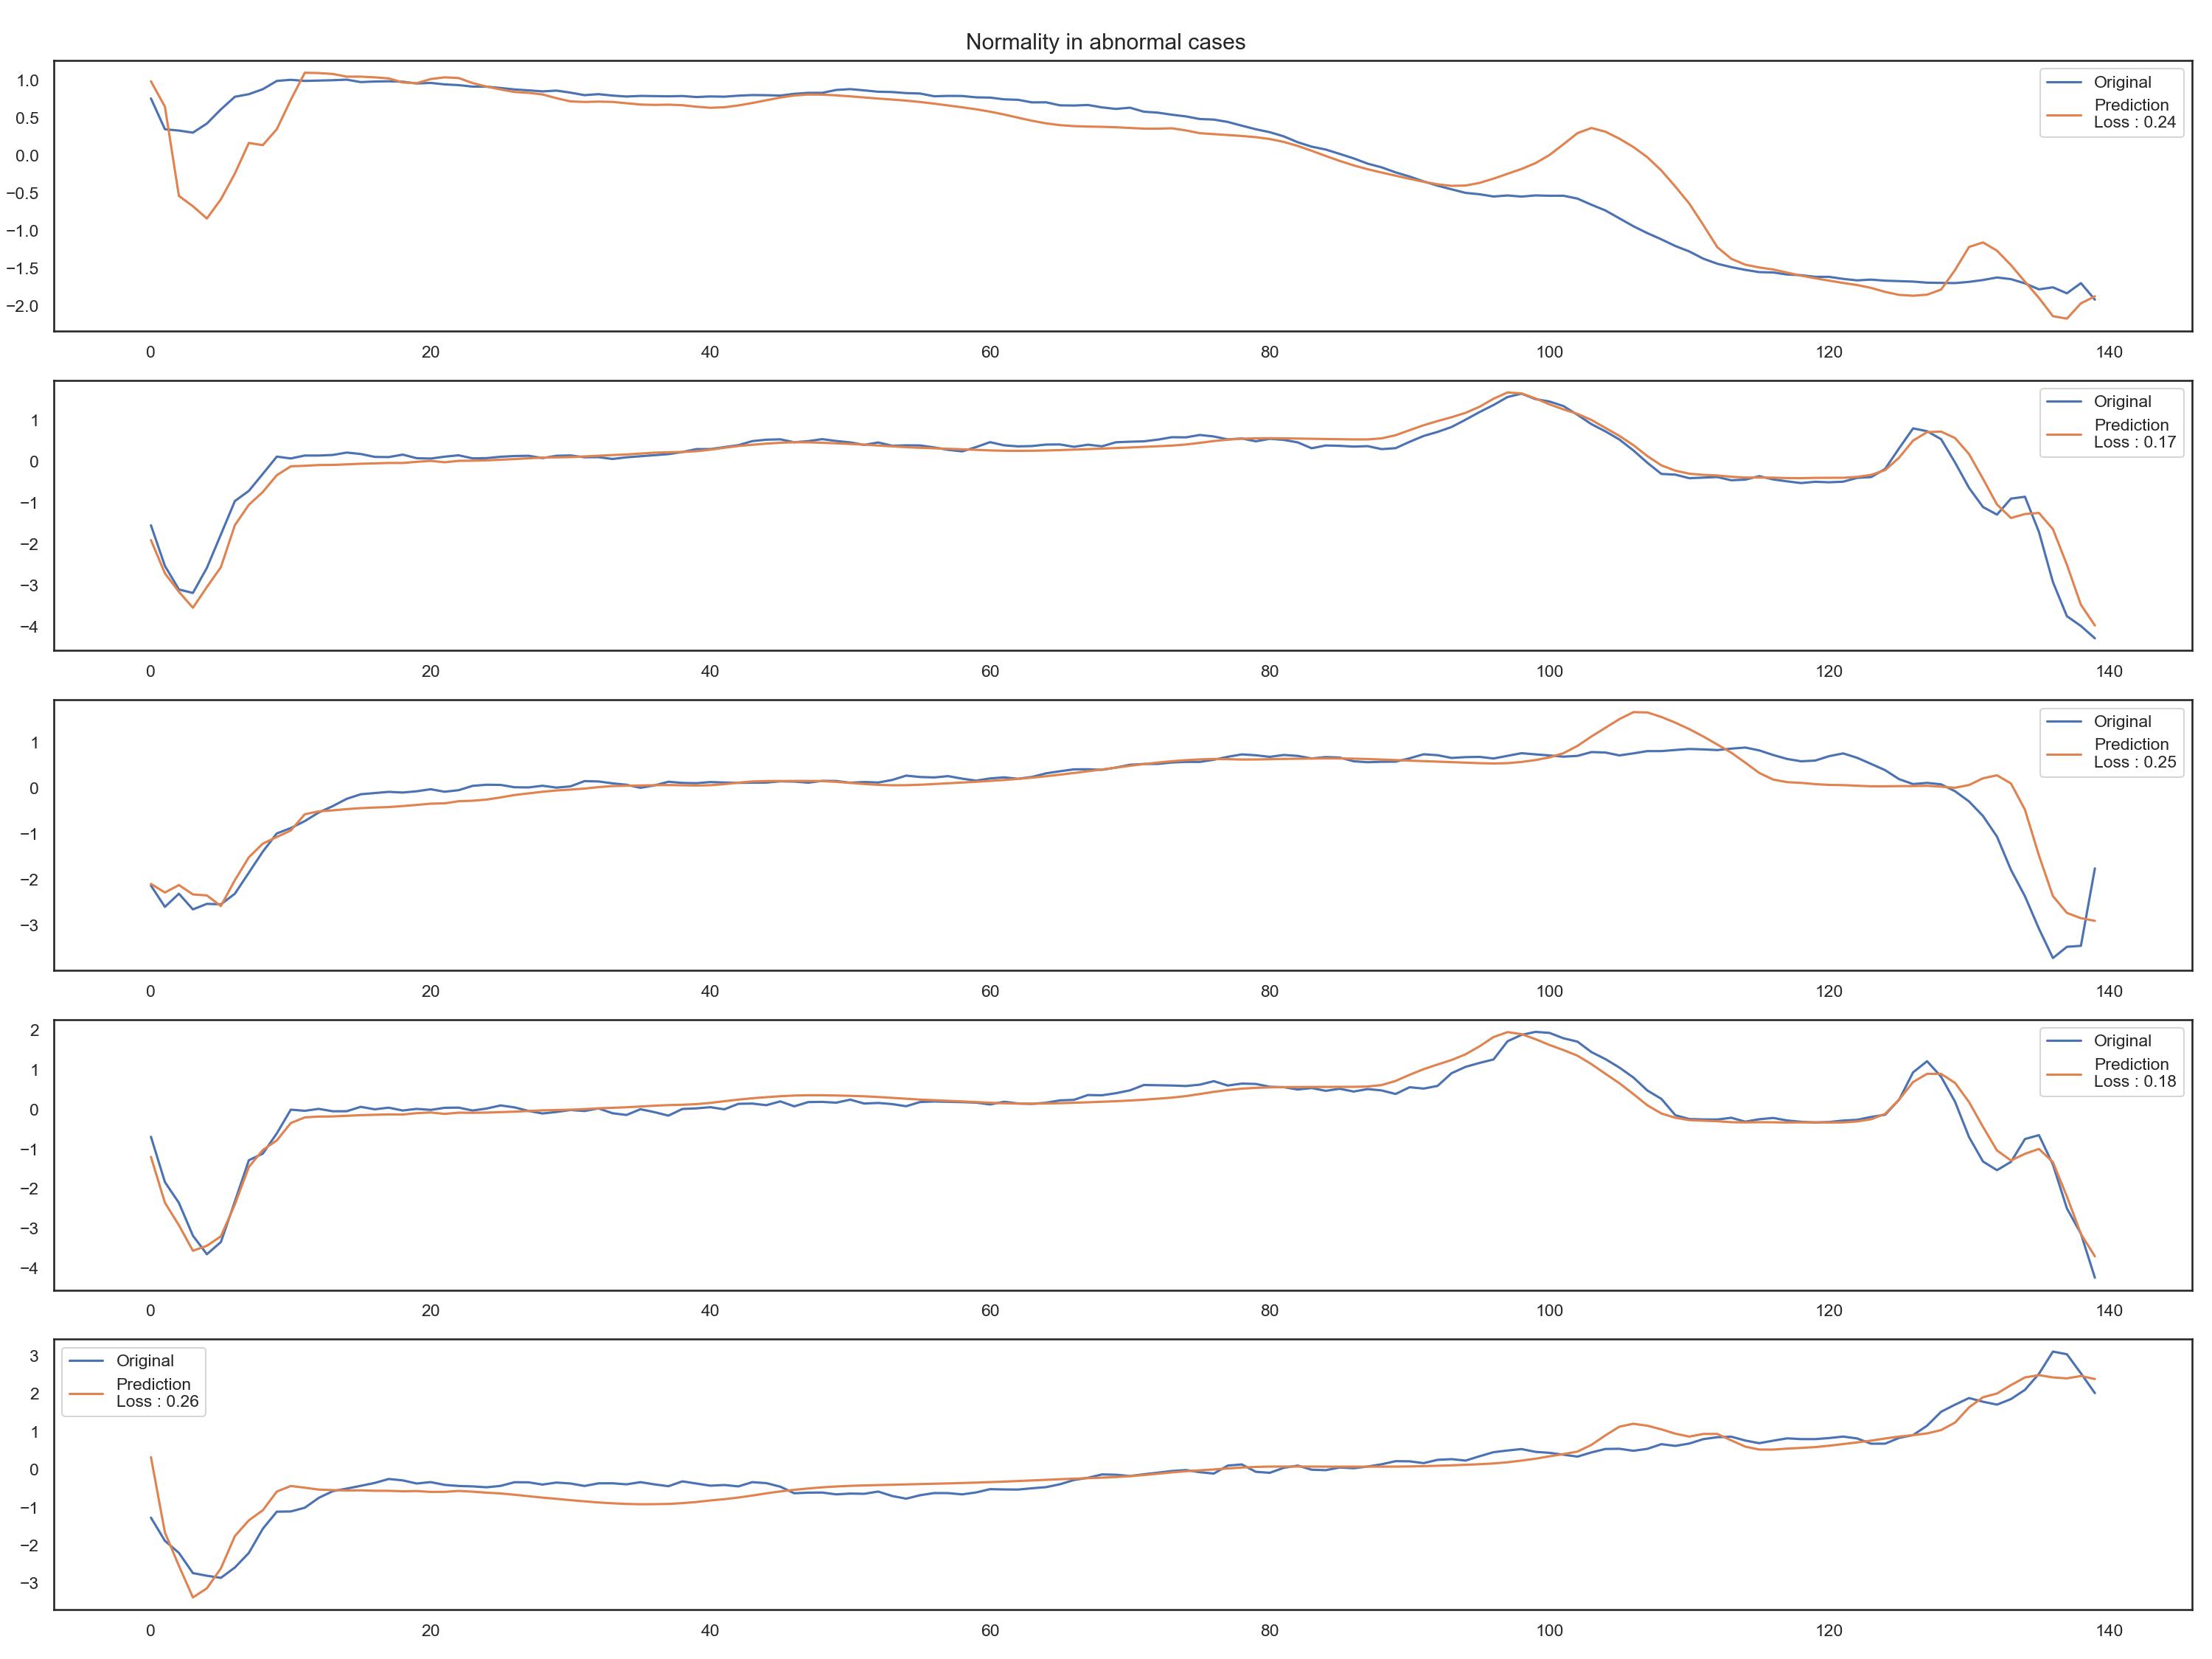 Normality in abnormal cases
1.0
0.5
0.0
−0.5
−1.0
−1.5
−2.0
Original
Prediction
Loss : 0.24
0 20 40 60 80 100 120 140
1
0
−1
−2
−3
−4
Original
Prediction
Loss : 0.17
0 20 40 60 80 100 120 140
1
0
−1
−2
−3
Original
Prediction
Loss : 0.25
0 20 40 60 80 100 120 140
2
1
0
−1
−2
−3
−4
Original
Prediction
Loss : 0.18
0 20 40 60 80 100 120 140
3
2
1
0
−1
−2
−3
Original
Prediction
Loss : 0.26
0 20 40 60 80 100 120 140